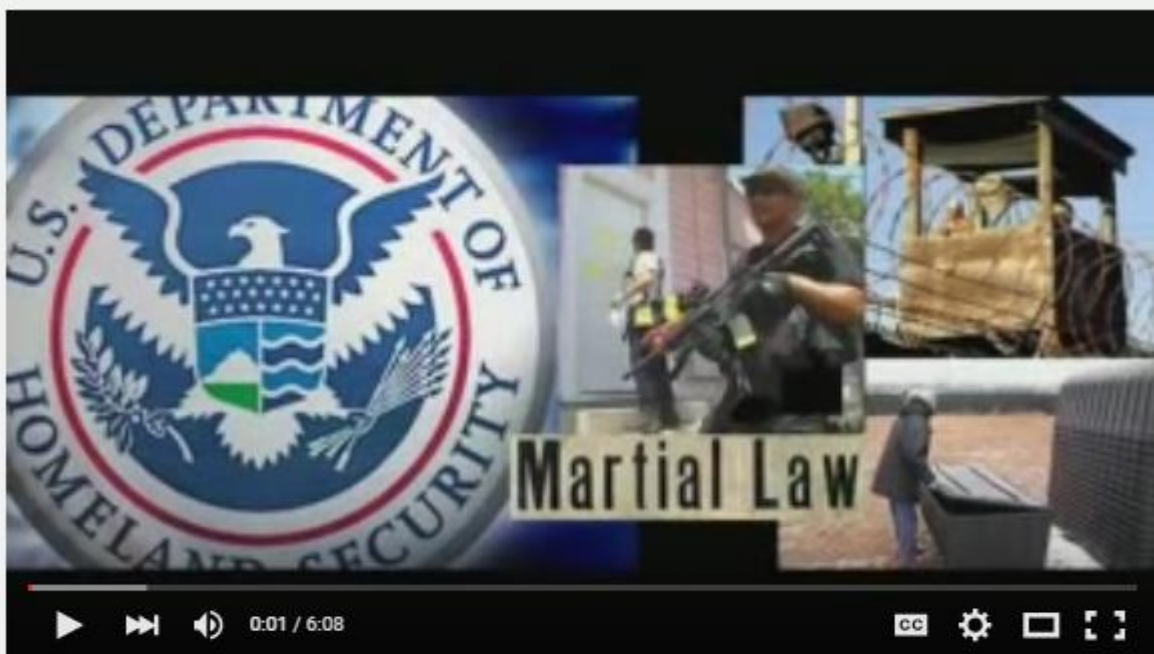 U.S. DEPARTMENT OF
HOMELAND SECURITY
Martial Law
0:01 / 6:08
CC